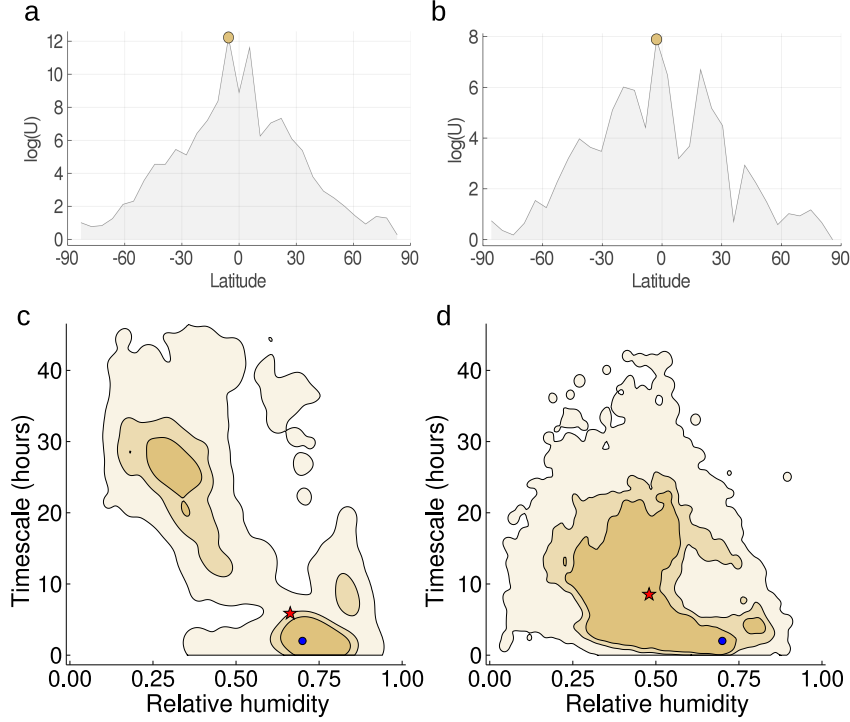 a
log(U)
12
10
8
6
4
2
0
-90 -60 -30 0 30 60 90
Latitude
b
log(U)
8
6
4
2
0
-90 -60 -30 0 30 60 90
Latitude
c
Timescale (hours)
40
30
20
10
0
0.00 0.25 0.50 0.75 1.00
Relative humidity
d
Timescale (hours)
40
30
20
10
0
0.00 0.25 0.50 0.75 1.00
Relative humidity